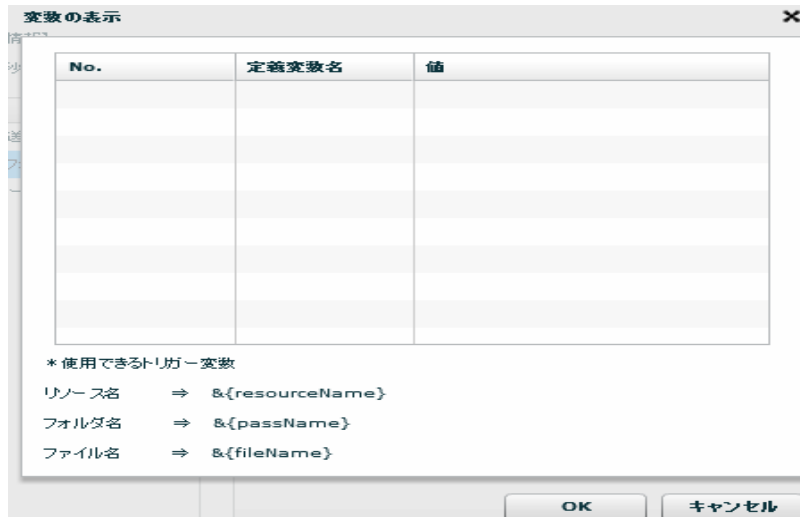 変数の表示
No. 定義変数名 値
*使用できるトリガー変数
リソース名 ⇒ &{resourceName}
フォルダ名 ⇒ &{passName}
ファイル名 ⇒ &{fileName}
OK キャンセル